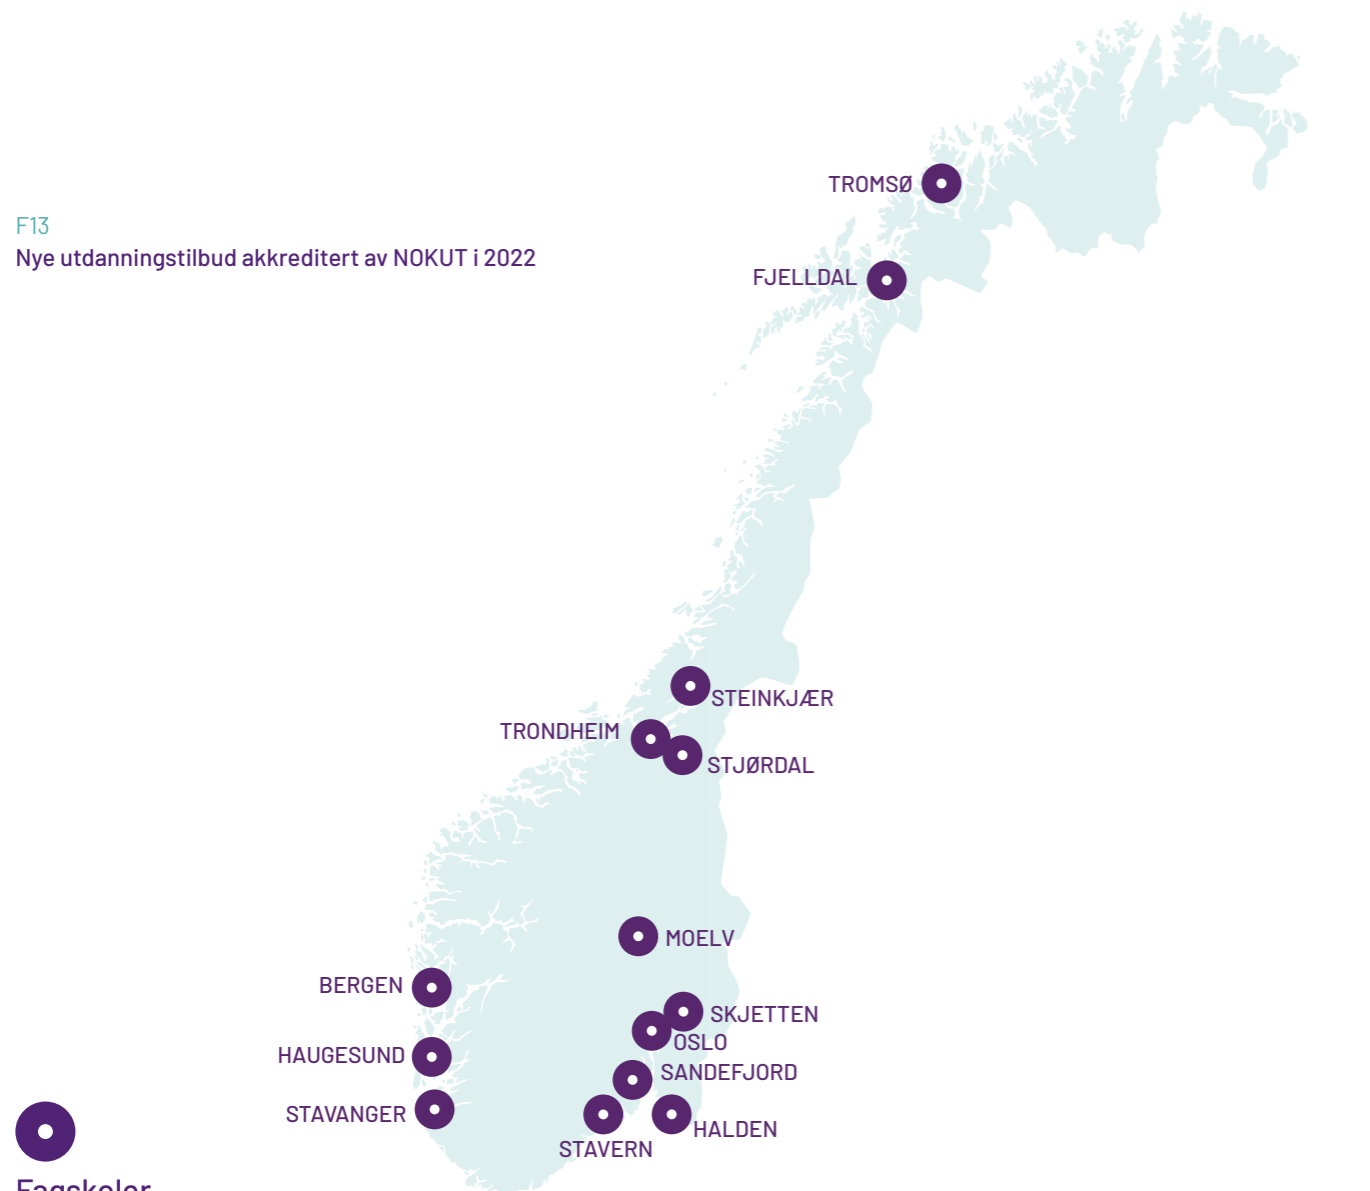 F13
Nye utdanningstilbud akkreditert av NOKUT i 2022
TROMSØ
FJELLDAL
STEINKJÆR
TRONDHEIM
STJØRDAL
MOELV
BERGEN
SKJETTEN
OSLO
HAUGESUND
SANDEFJORD
STAVANGER
HALDEN
STAVERN
Fagskoler